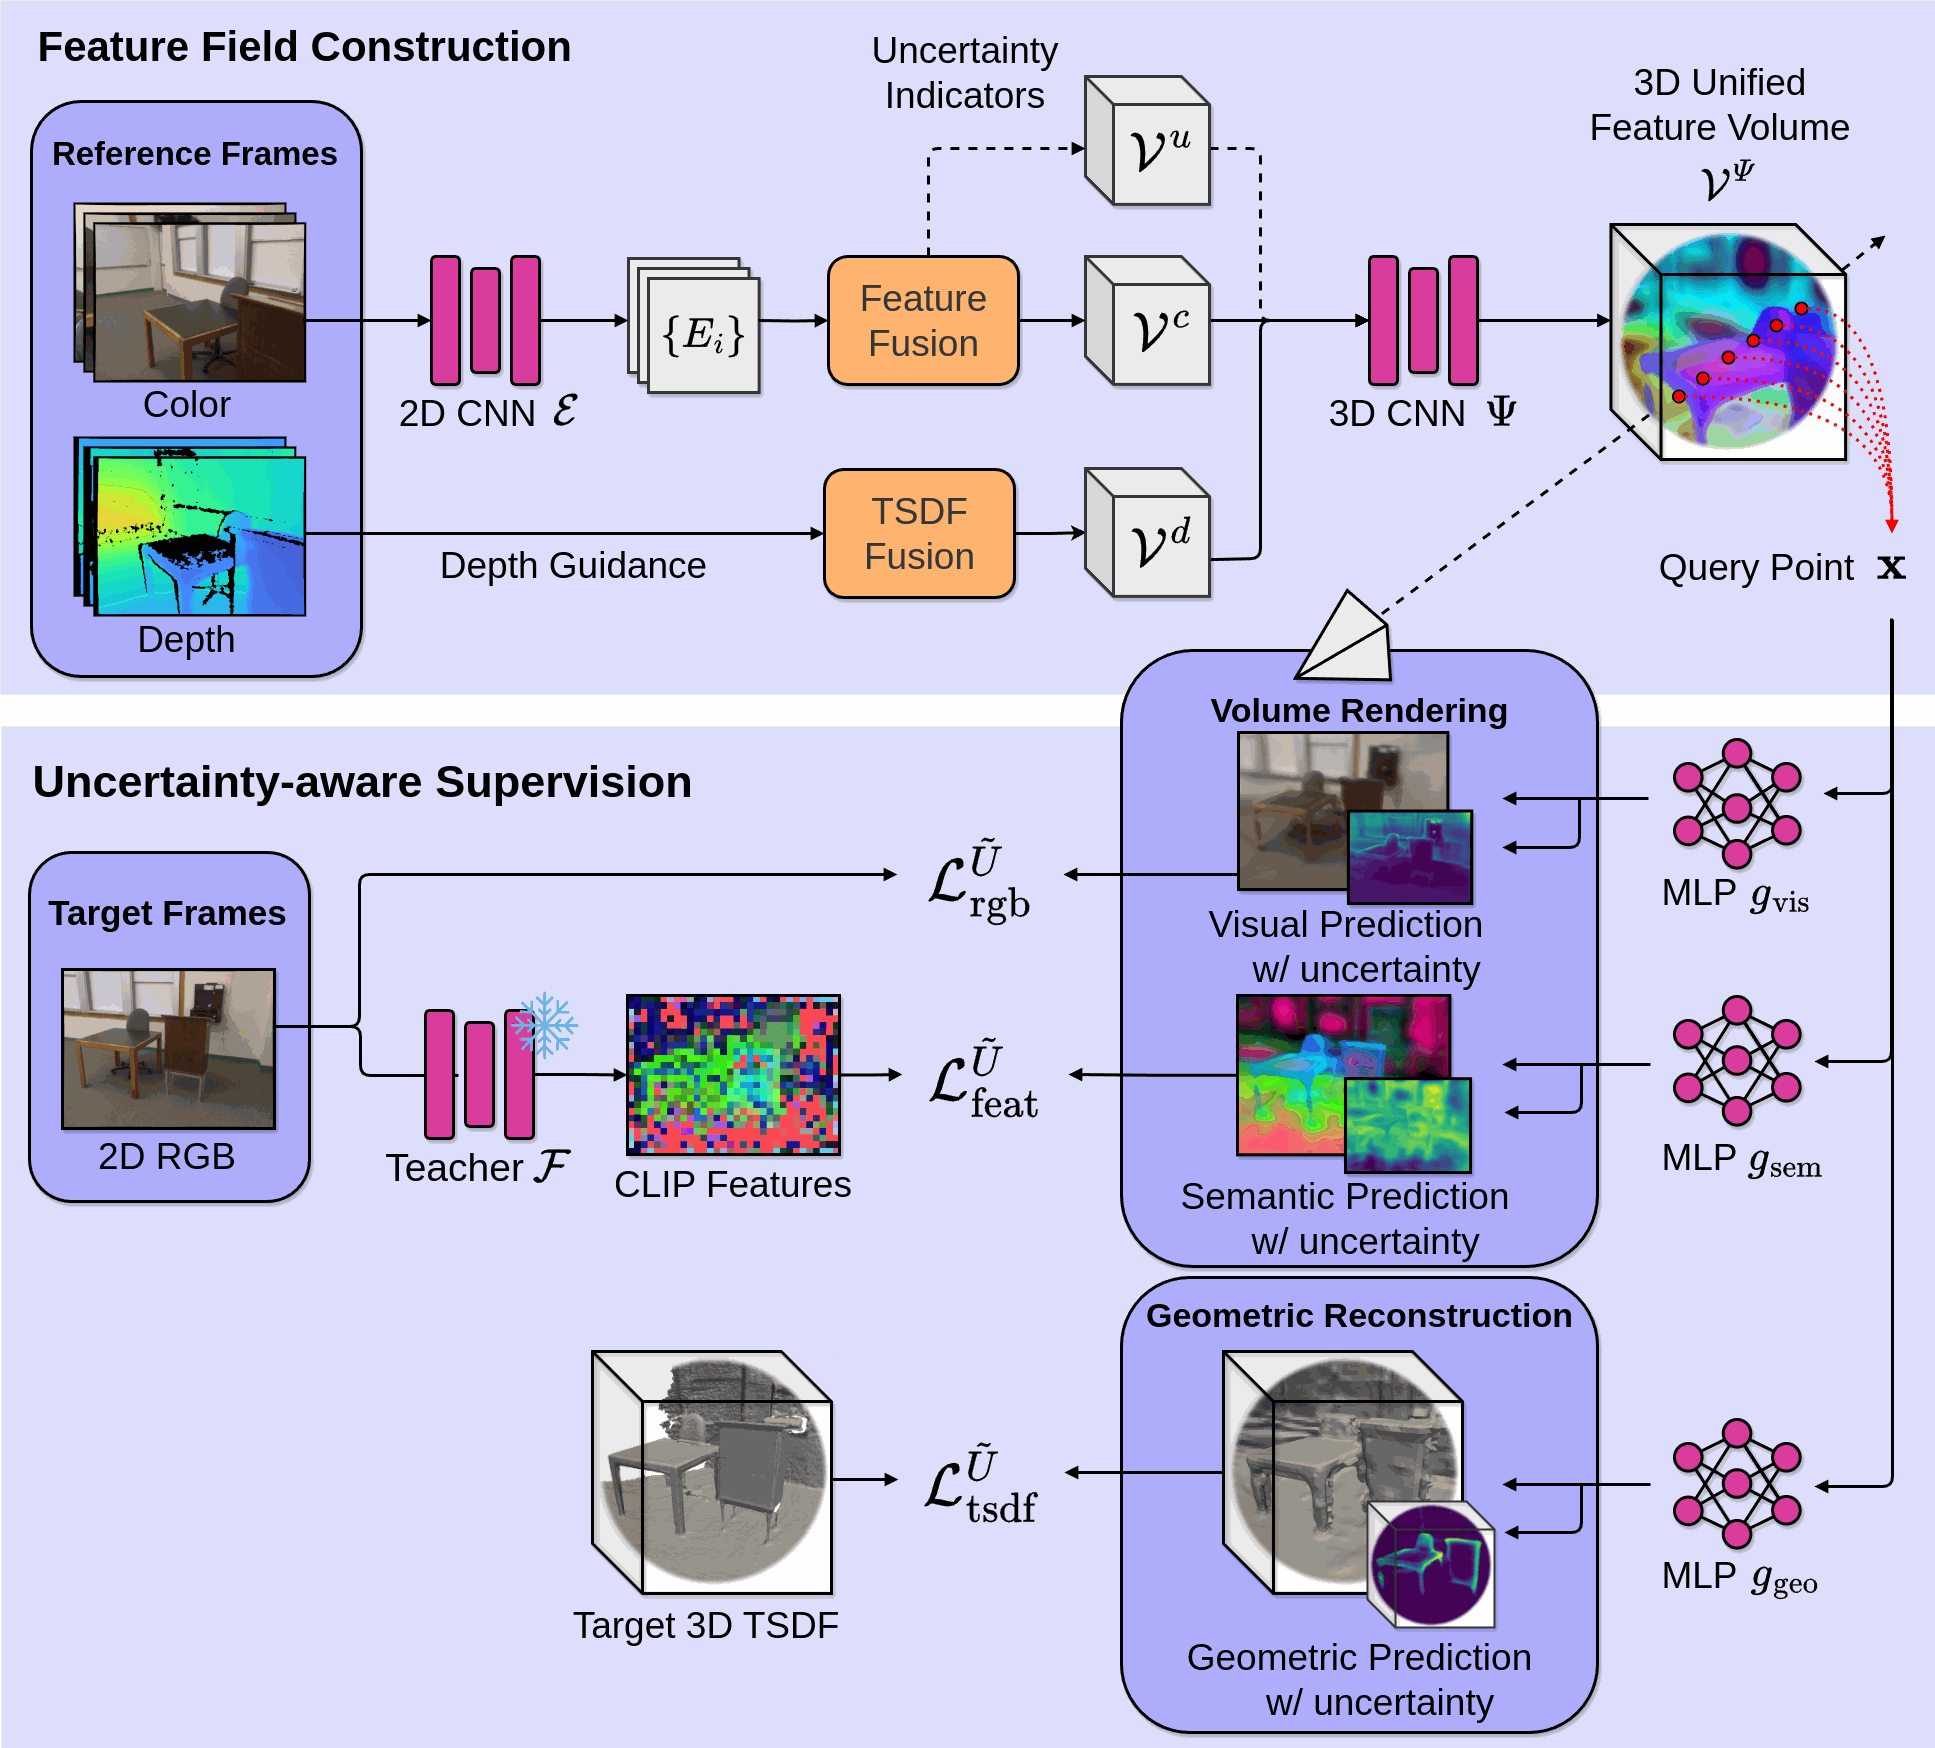 Feature Field Construction
Uncertainty
Indicators
3D Unified
Feature Volume
𝒱^Ψ
Reference Frames
𝒱^u
Color
2D CNN ℰ
{E_i}
Feature
Fusion
𝒱^c
3D CNN Ψ
Depth
Depth Guidance
TSDF
Fusion
𝒱^d
Query Point x
Volume Rendering
Uncertainty-aware Supervision
Target Frames
2D RGB
Teacher ℱ
CLIP Features
ℒ^Ũ_rgb
ℒ^Ũ_feat
Visual Prediction
w/ uncertainty
MLP g_vis
Semantic Prediction
w/ uncertainty
MLP g_sem
Geometric Reconstruction
Target 3D TSDF
ℒ^Ũ_tsdf
Geometric Prediction
w/ uncertainty
MLP g_geo